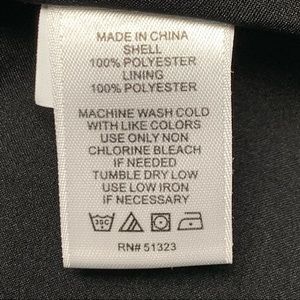 MADE IN CHINA
SHELL
100% POLYESTER
LINING
100% POLYESTER
MACHINE WASH COLD
WITH LIKE COLORS
USE ONLY NON
CHLORINE BLEACH
IF NEEDED
TUMBLE DRY LOW
USE LOW IRON
IF NECESSARY
30C
RN# 51323